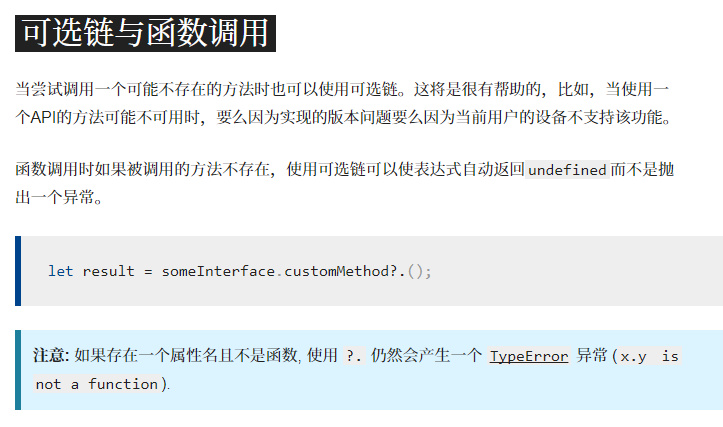 可选链与函数调用
当尝试调用一个可能不存在的方法时也可以使用可选链。这将是很有帮助的，比如，当使用一
个API的方法可能不可用时，要么因为实现的版本问题要么因为当前用户的设备不支持该功能。
函数调用时如果被调用的方法不存在，使用可选链可以使表达式自动返回undefined而不是抛
出一个异常。
let result = someInterface.customMethod?.();
注意: 如果存在一个属性名且不是函数, 使用 ?. 仍然会产生一个 TypeError 异常 (x.y is
not a function).